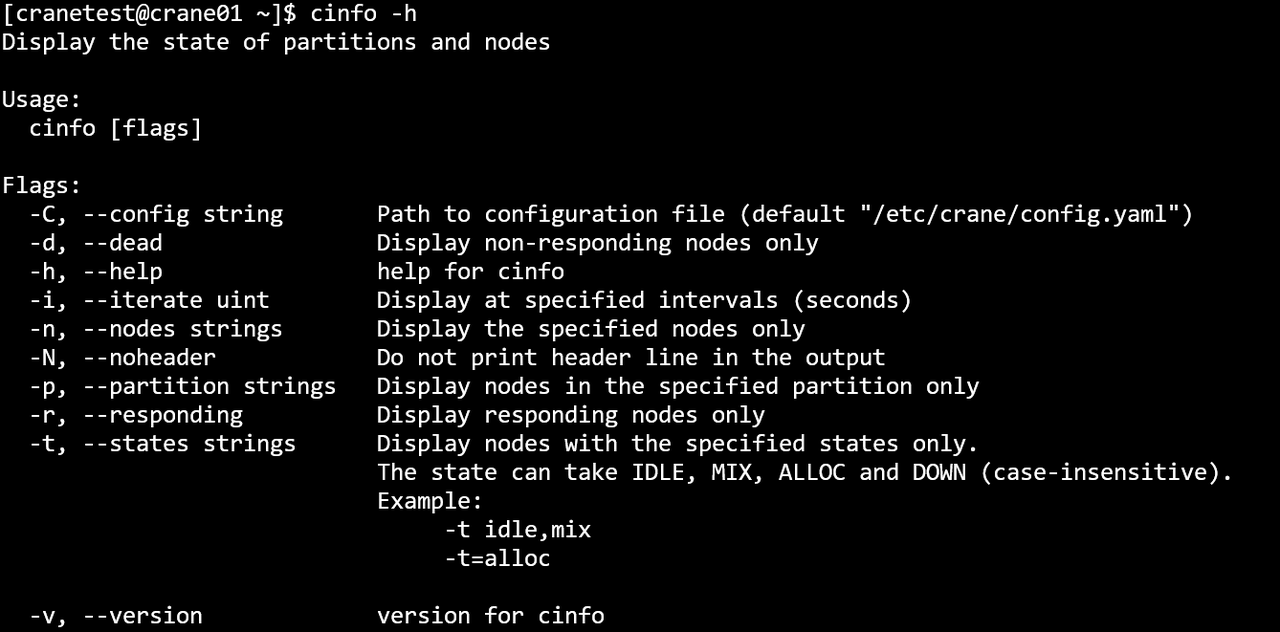 [cranetest@crane01 ~]$ cinfo -h
Display the state of partitions and nodes

Usage:
  cinfo [flags]

Flags:
  -C, --config string       Path to configuration file (default "/etc/crane/config.yaml")
  -d, --dead                Display non-responding nodes only
  -h, --help                help for cinfo
  -i, --iterate uint        Display at specified intervals (seconds)
  -n, --nodes strings       Display the specified nodes only
  -N, --noheader            Do not print header line in the output
  -p, --partition strings   Display nodes in the specified partition only
  -r, --responding          Display responding nodes only
  -t, --states strings      Display nodes with the specified states only.
                            The state can take IDLE, MIX, ALLOC and DOWN (case-insensitive).
                            Example:
                                 -t idle,mix
                                 -t=alloc

  -v, --version             version for cinfo